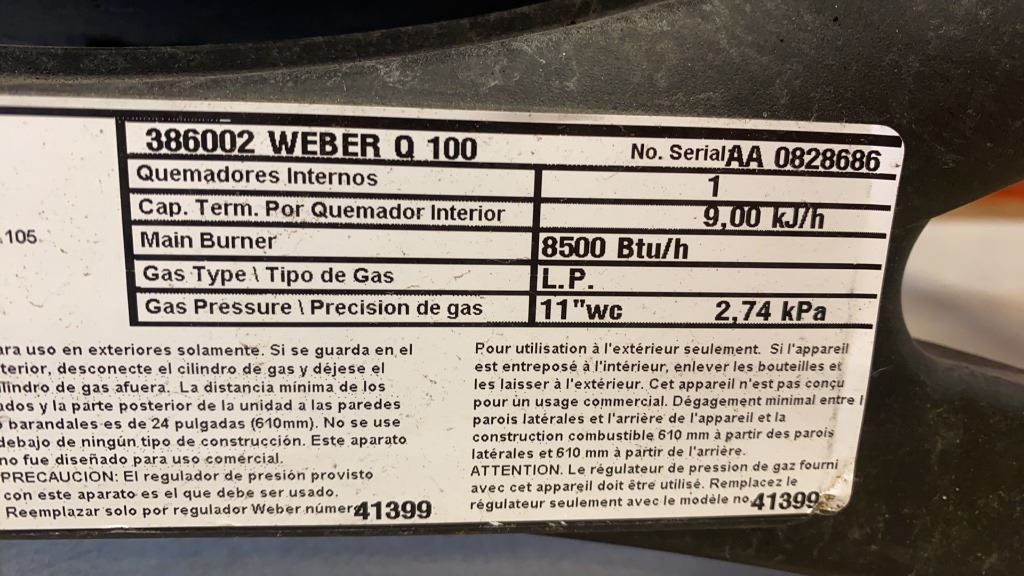 386002 WEBER Q 100 No. Serial AA 0828686
Quemadores Internos 1
Cap. Term. Por Quemador Interior 9,00 kJ/h
105
Main Burner 8500 Btu/h
Gas Type \ Tipo de Gas L.P.
Gas Pressure \ Precision de gas 11"wc 2,74 kPa
uso en exteriores solamente. Si se guarda en el
desconecte el cilindro de gas y déjese el
de gas afuera. La distancia mínima de los
y la parte posterior de la unidad a las paredes
barandales es de 24 pulgadas (610mm). No se use
debajo de ningún tipo de construcción. Este aparato
no fue diseñado para uso comercial.
PRECAUCION: El regulador de presión provisto
con este aparato es el que debe ser usado.
Reemplazar solo por regulador Weber númer 41399
Pour utilisation à l'extérieur seulement. Si l'appareil
est entreposé à l'intérieur, enlever les bouteilles et
les laisser à l'extérieur. Cet appareil n'est pas conçu
pour un usage commercial. Dégagement minimal entre l
parois latérales et l'arrière de l'appareil et la
construction combustible 610 mm à partir des parois
latérales et 610 mm à partir de l'arrière.
ATTENTION. Le régulateur de pression de gaz fourni
avec cet appareil doit être utilisé. Remplacez le
régulateur seulement avec le modèle no 41399